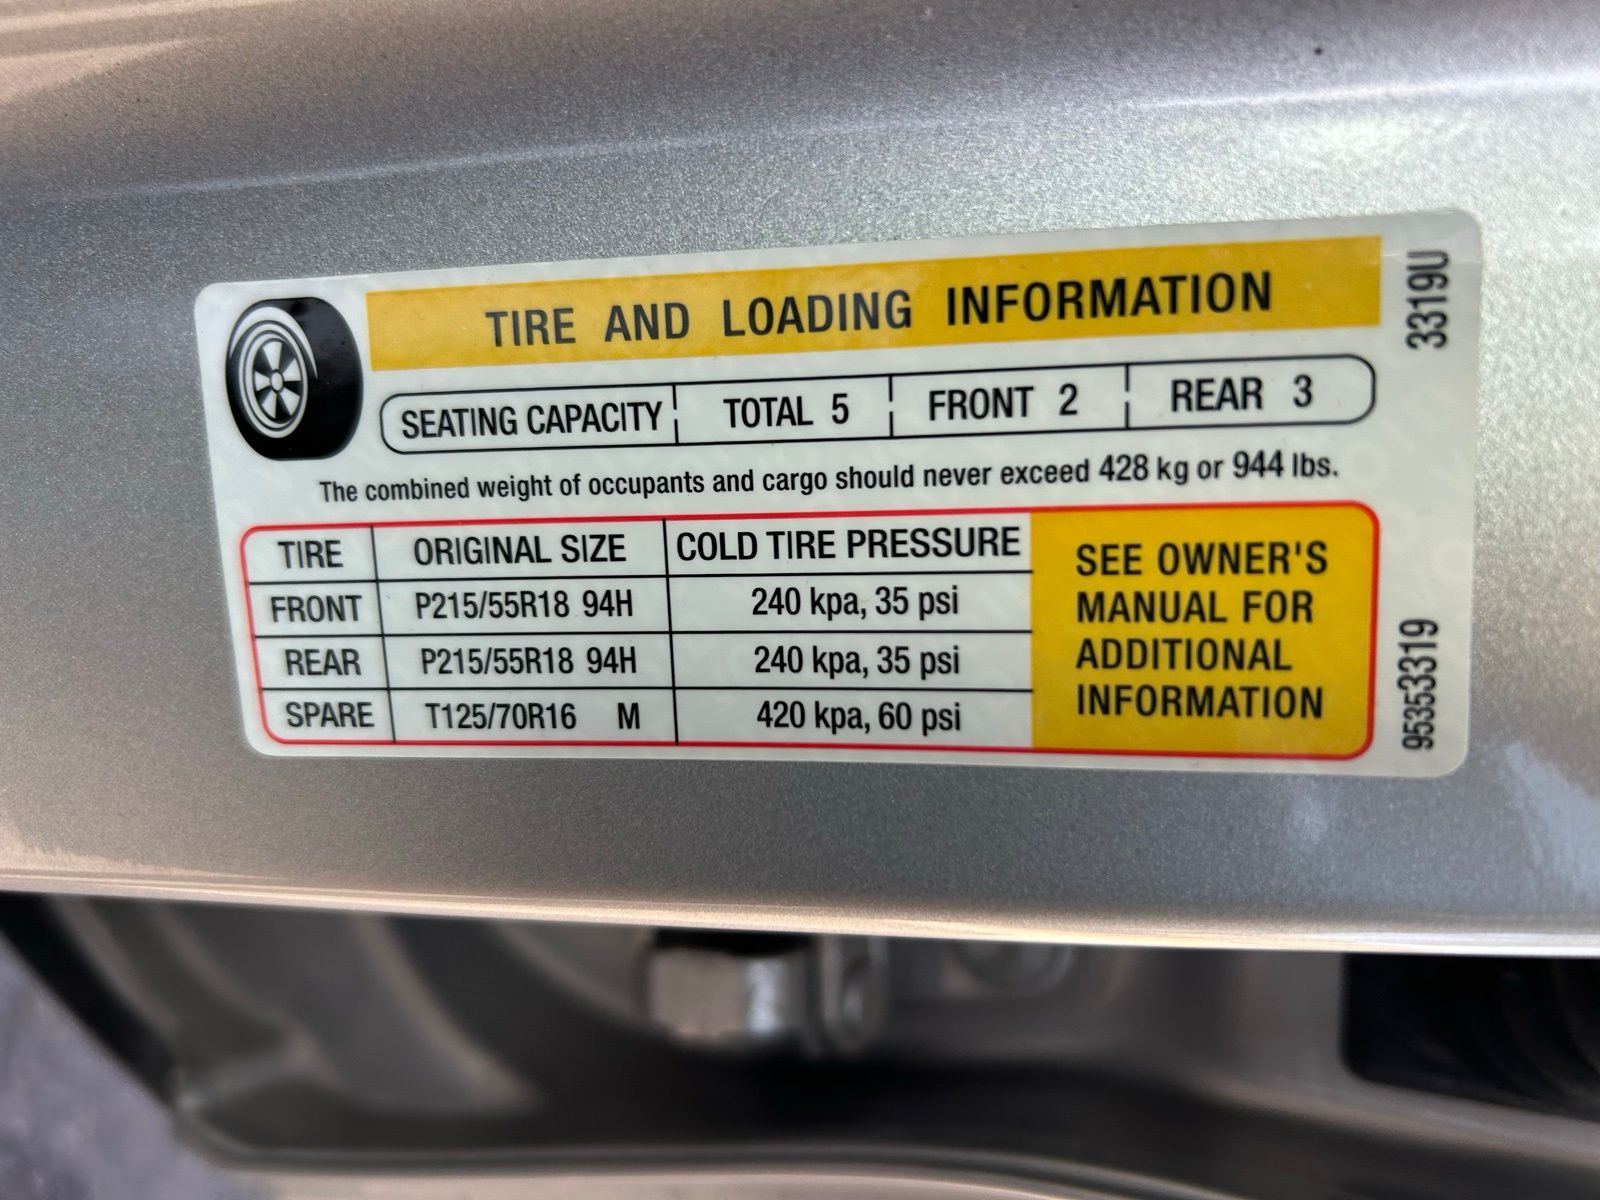 TIRE AND LOADING INFORMATION
SEATING CAPACITY TOTAL 5 FRONT 2 REAR 3
The combined weight of occupants and cargo should never exceed 428 kg or 944 lbs.
TIRE ORIGINAL SIZE COLD TIRE PRESSURE
FRONT P215/55R18 94H 240 kpa, 35 psi
REAR P215/55R18 94H 240 kpa, 35 psi
SPARE T125/70R16 M 420 kpa, 60 psi
SEE OWNER'S
MANUAL FOR
ADDITIONAL
INFORMATION
3319U
95353319